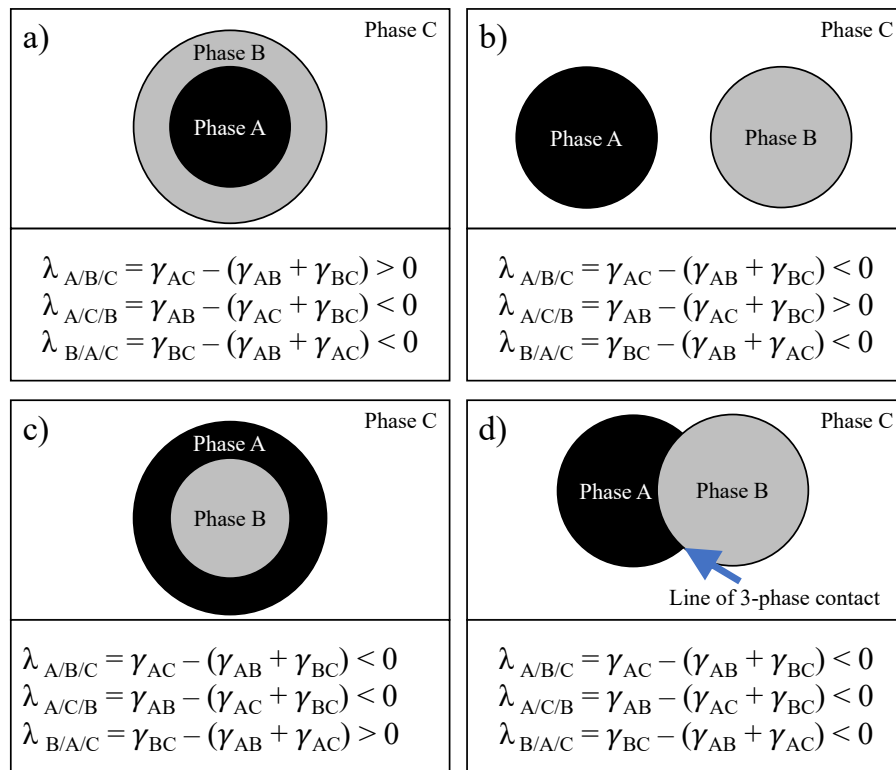 a)
Phase C
Phase B
Phase A
λ A/B/C = γAC – (γAB + γBC) > 0
λ A/C/B = γAB – (γAC + γBC) < 0
λ B/A/C = γBC – (γAB + γAC) < 0
b)
Phase C
Phase A
Phase B
λ A/B/C = γAC – (γAB + γBC) < 0
λ A/C/B = γAB – (γAC + γBC) > 0
λ B/A/C = γBC – (γAB + γAC) < 0
c)
Phase C
Phase A
Phase B
λ A/B/C = γAC – (γAB + γBC) < 0
λ A/C/B = γAB – (γAC + γBC) < 0
λ B/A/C = γBC – (γAB + γAC) > 0
d)
Phase C
Phase A
Phase B
Line of 3-phase contact
λ A/B/C = γAC – (γAB + γBC) < 0
λ A/C/B = γAB – (γAC + γBC) < 0
λ B/A/C = γBC – (γAB + γAC) < 0